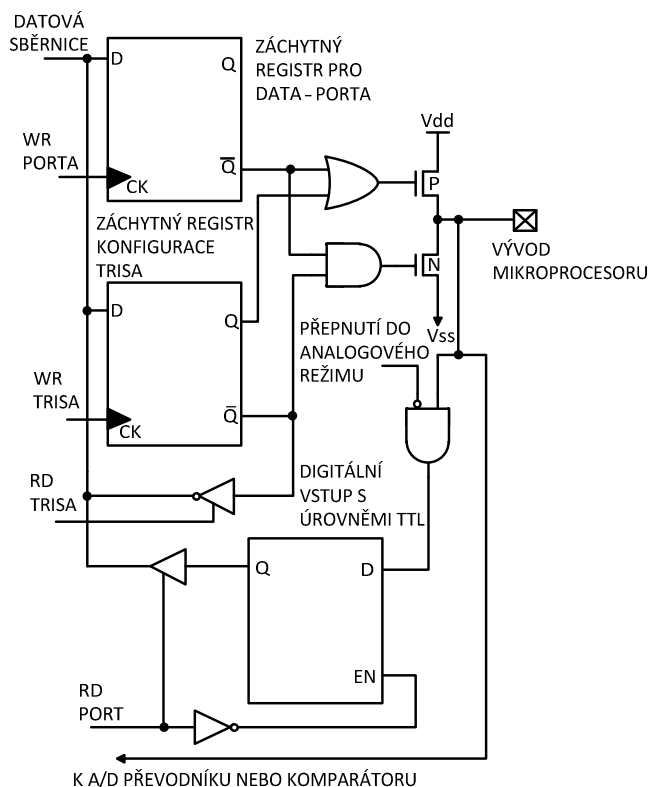 DATOVÁ
SBĚRNICE
D
Q
ZÁCHYTNÝ
REGISTR PRO
DATA – PORTA
WR
PORTA
Q̅
CK
Vdd
P
ZÁCHYTNÝ REGISTR
KONFIGURACE
TRISA
VÝVOD
MIKROPROCESORU
N
D
Q
Vss
PŘEPNUTÍ DO
ANALOGOVÉHO
REŽIMU
WR
TRISA
Q̅
CK
RD
TRISA
DIGITÁLNÍ
VSTUP S
ÚROVNĚMI TTL
Q
D
EN
RD
PORT
K A/D PŘEVODNÍKU NEBO KOMPARÁTORU